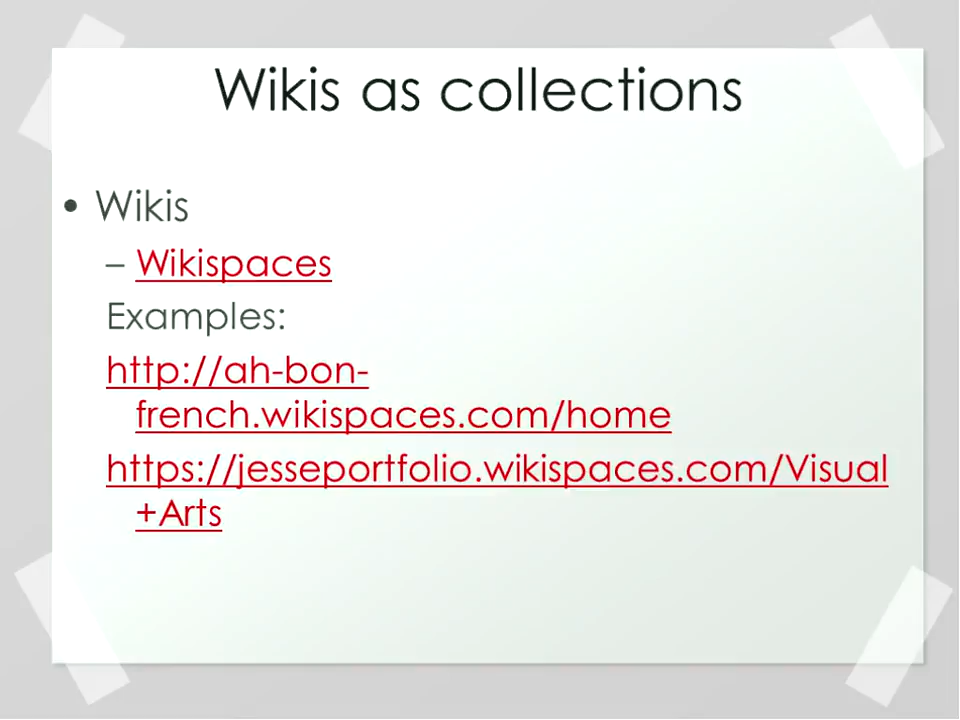 Wikis as collections
• Wikis
– Wikispaces
Examples:
http://ah-bon-
french.wikispaces.com/home
https://jesseportfolio.wikispaces.com/Visual
+Arts